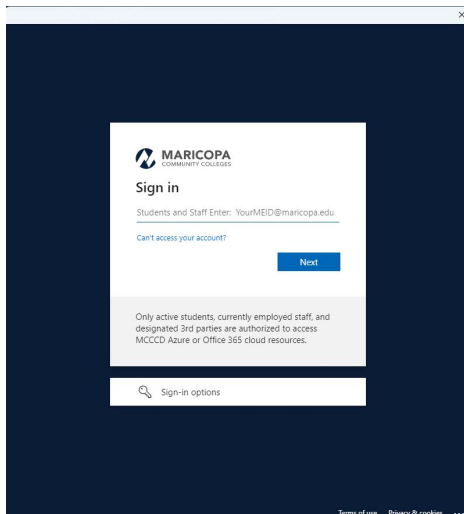 MARICOPA
COMMUNITY COLLEGES
Sign in
Students and Staff Enter: YourMEID@maricopa.edu
Can't access your account?
Next
Only active students, currently employed staff, and
designated 3rd parties are authorized to access
MCCCD Azure or Office 365 cloud resources.
Sign-in options
Terms of use Privacy & cookies ...